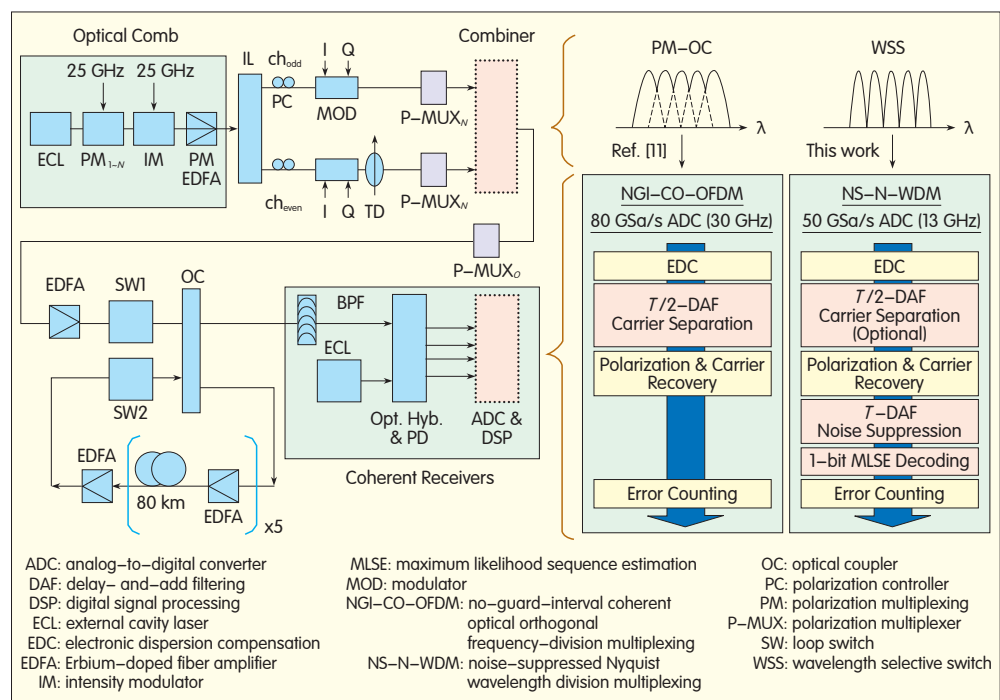 Optical Comb
25 GHz 25 GHz
ECL
PM1-N
IM
PM
EDFA
IL
chodd
PC
I Q
MOD
P-MUXN
Combiner
cheven
I Q
TD
P-MUXN
P-MUXO
PM-OC
λ
Ref. [11]
WSS
λ
This work
EDFA
SW1
OC
SW2
EDFA
80 km
EDFA
x5
BPF
ECL
Opt. Hyb.
& PD
ADC &
DSP
Coherent Receivers
NGI-CO-OFDM
80 GSa/s ADC (30 GHz)
EDC
T/2-DAF
Carrier Separation
Polarization & Carrier
Recovery
Error Counting
NS-N-WDM
50 GSa/s ADC (13 GHz)
EDC
T/2-DAF
Carrier Separation
(Optional)
Polarization & Carrier
Recovery
T-DAF
Noise Suppression
1-bit MLSE Decoding
Error Counting
ADC: analog-to-digital converter
DAF: delay- and-add filtering
DSP: digital signal processing
ECL: external cavity laser
EDC: electronic dispersion compensation
EDFA: Erbium-doped fiber amplifier
IM: intensity modulator
MLSE: maximum likelihood sequence estimation
MOD: modulator
NGI-CO-OFDM: no-guard-interval coherent
optical orthogonal
frequency-division multiplexing
NS-N-WDM: noise-suppressed Nyquist
wavelength division multiplexing
OC: optical coupler
PC: polarization controller
PM: polarization multiplexing
P-MUX: polarization multiplexer
SW: loop switch
WSS: wavelength selective switch